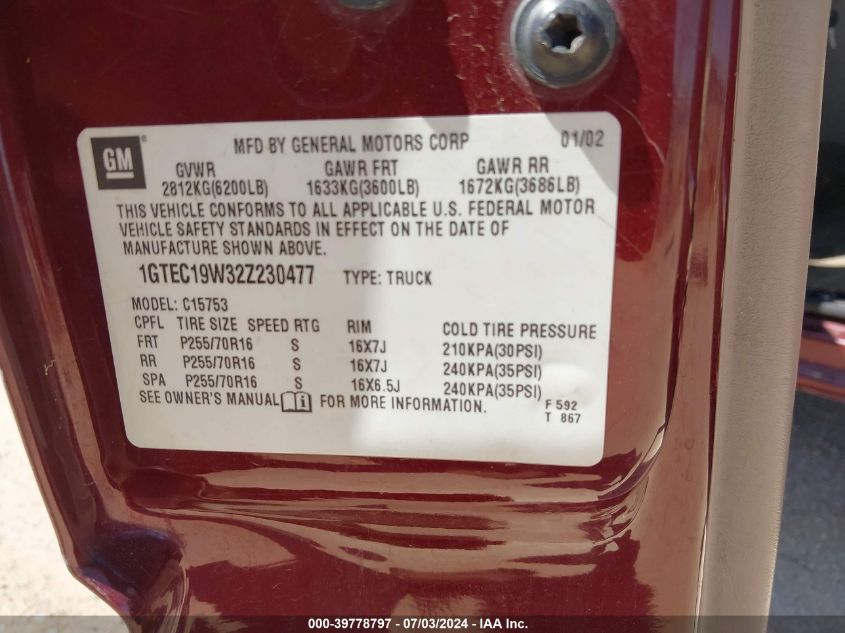 GM ® MFD BY GENERAL MOTORS CORP 01/02
GVWR GAWR FRT GAWR RR
2812KG(6200LB) 1633KG(3600LB) 1672KG(3686LB)
THIS VEHICLE CONFORMS TO ALL APPLICABLE U.S. FEDERAL MOTOR
VEHICLE SAFETY STANDARDS IN EFFECT ON THE DATE OF
MANUFACTURE SHOWN ABOVE.
1GTEC19W32Z230477 TYPE: TRUCK
MODEL: C15753
CPFL TIRE SIZE SPEED RTG RIM COLD TIRE PRESSURE
FRT P255/70R16 S 16X7J 210KPA(30PSI)
RR P255/70R16 S 16X7J 240KPA(35PSI)
SPA P255/70R16 S 16X6.5J 240KPA(35PSI)
SEE OWNER'S MANUAL i FOR MORE INFORMATION.
F 592
T 867
000-39778797 - 07/03/2024 - IAA Inc.